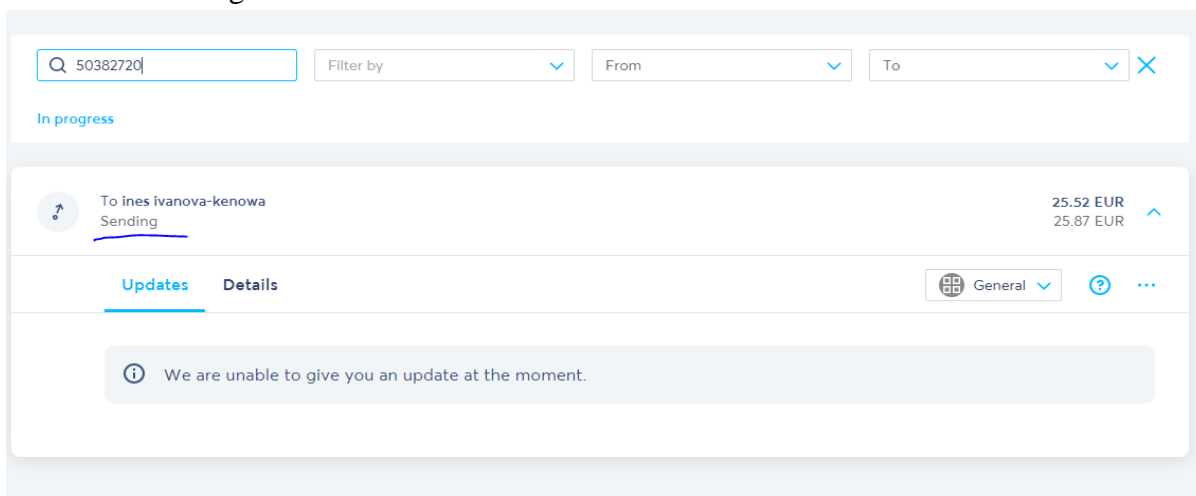 50382720
Filter by
From
To
In progress
To ines ivanova-kenowa
25.52 EUR
Sending
25.87 EUR
Updates
Details
General
We are unable to give you an update at the moment.